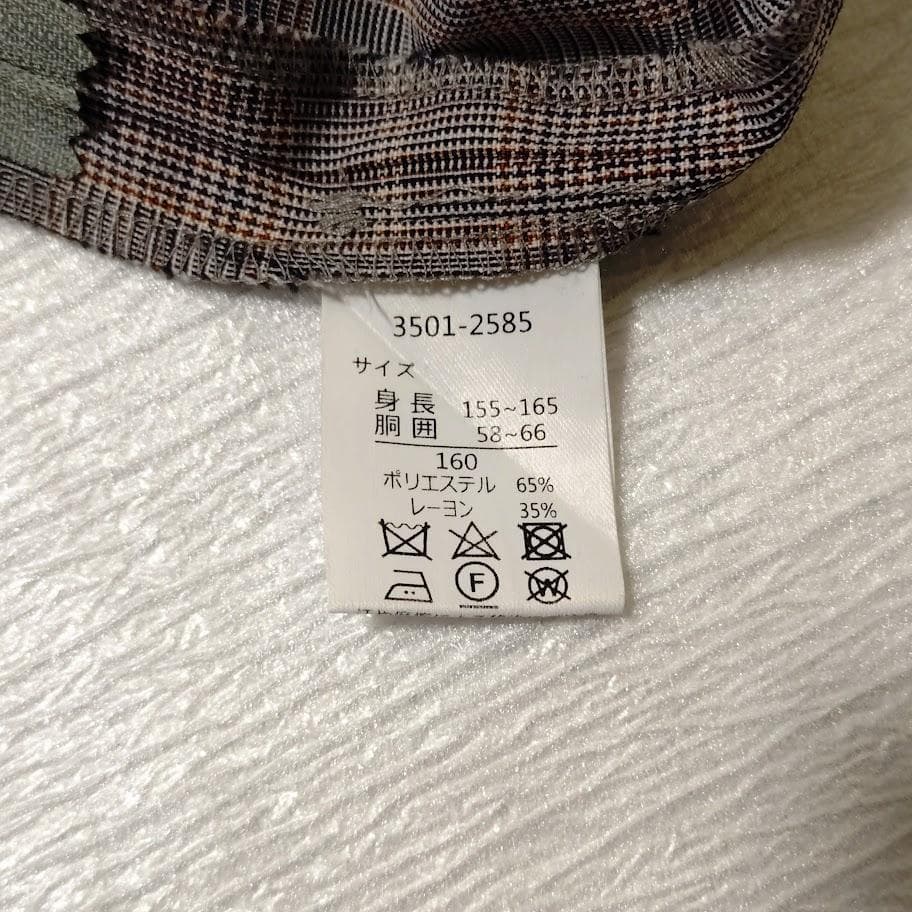 3501-2585
サイズ
身長 155~165
胴囲 58~66
160
ポリエステル 65%
レーヨン 35%
F
W